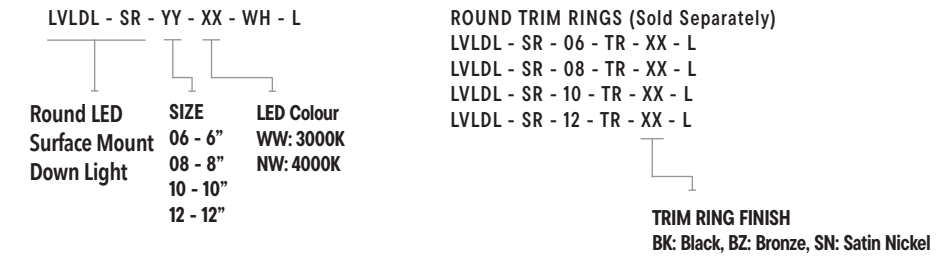 LVLDL - SR - YY - XX - WH - L
Round LED
Surface Mount
Down Light
SIZE
06 - 6”
08 - 8”
10 - 10”
12 - 12”
LED Colour
WW: 3000K
NW: 4000K
ROUND TRIM RINGS (Sold Separately)
LVLDL - SR - 06 - TR - XX - L
LVLDL - SR - 08 - TR - XX - L
LVLDL - SR - 10 - TR - XX - L
LVLDL - SR - 12 - TR - XX - L
TRIM RING FINISH
BK: Black, BZ: Bronze, SN: Satin Nickel